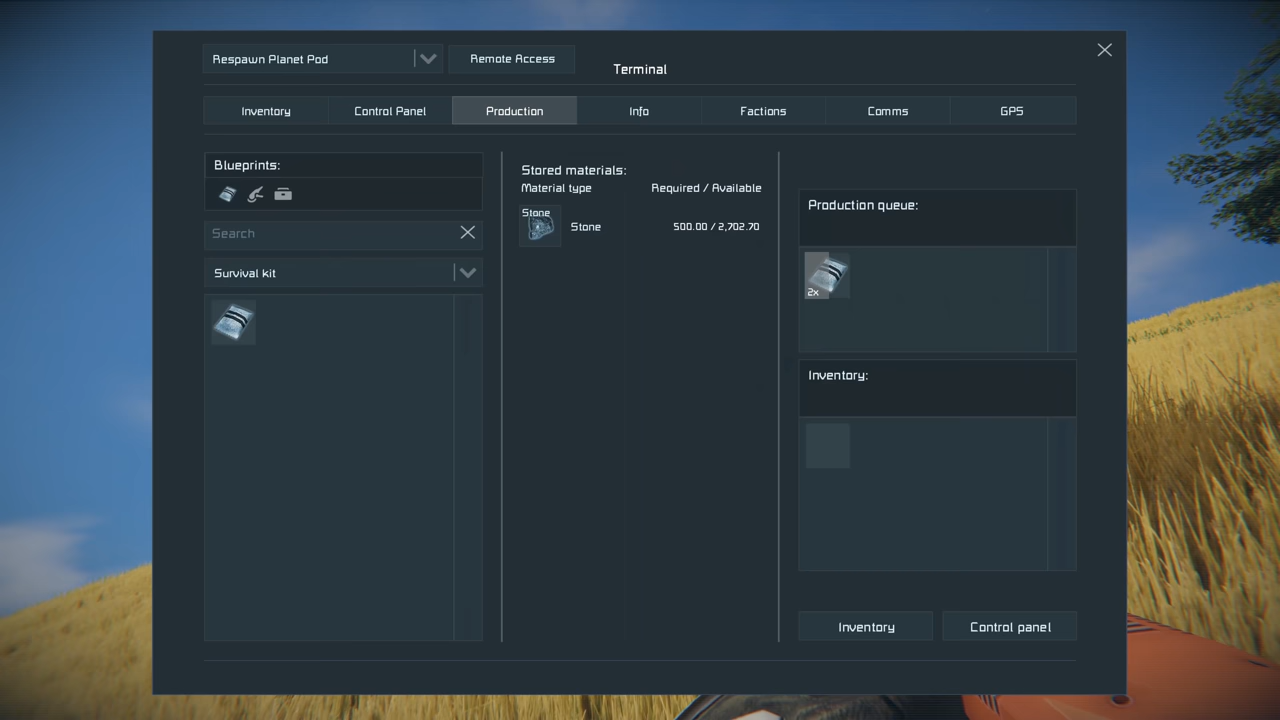 Respawn Planet Pod
Remote Access
Terminal
Inventory
Control Panel
Production
Info
Factions
Comms
GPS
Blueprints:
Search
Survival kit
Stored materials:
Material type
Required / Available
Stone
Stone
500.00 / 2,702.70
Production queue:
2x
Inventory:
Inventory
Control panel